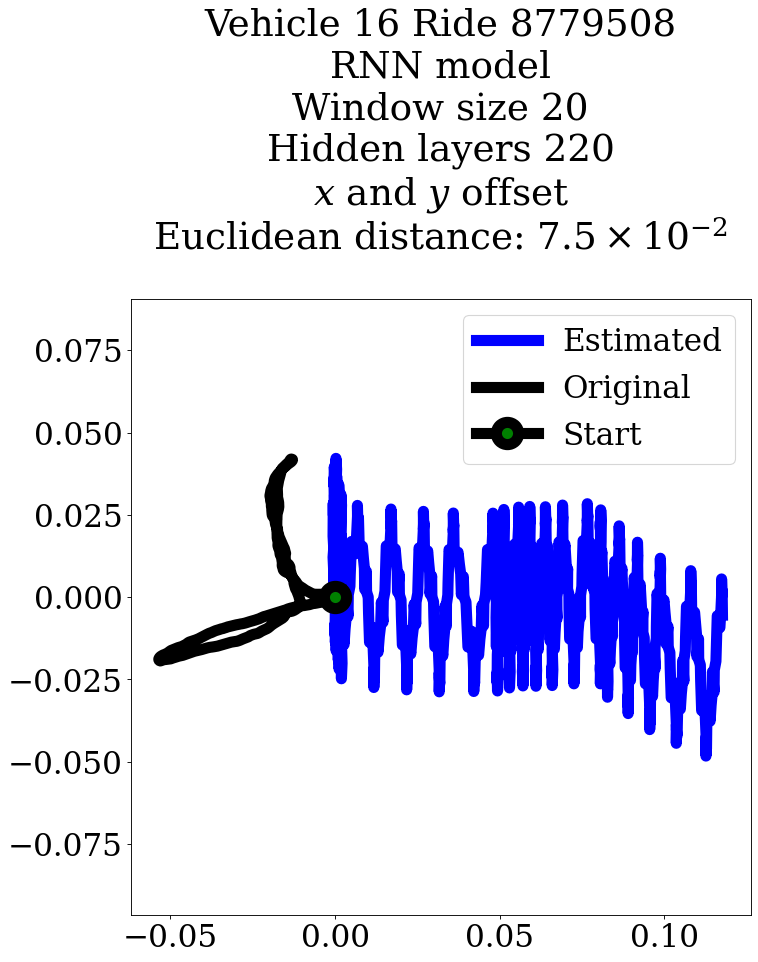 Vehicle 16 Ride 8779508
RNN model
Window size 20
Hidden layers 220
x and y offset
Euclidean distance: 7.5 × 10⁻²
Estimated
Original
Start
0.075
0.050
0.025
0.000
−0.025
−0.050
−0.075
−0.05 0.00 0.05 0.10